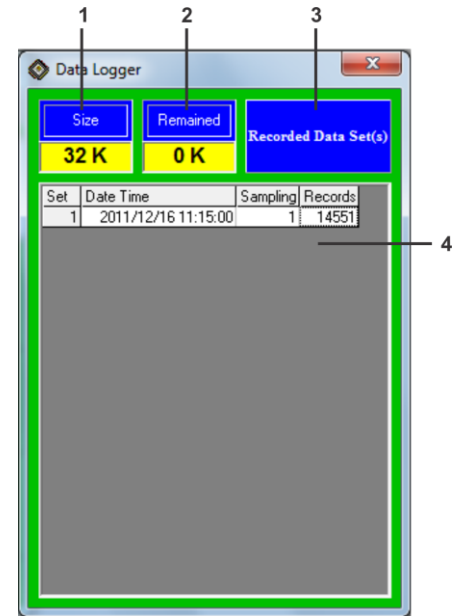 1 2 3
Data Logger
Size Remained Recorded Data Set(s)
32 K 0 K
Set Date Time Sampling Records
1 2011/12/16 11:15:00 1 14551
4